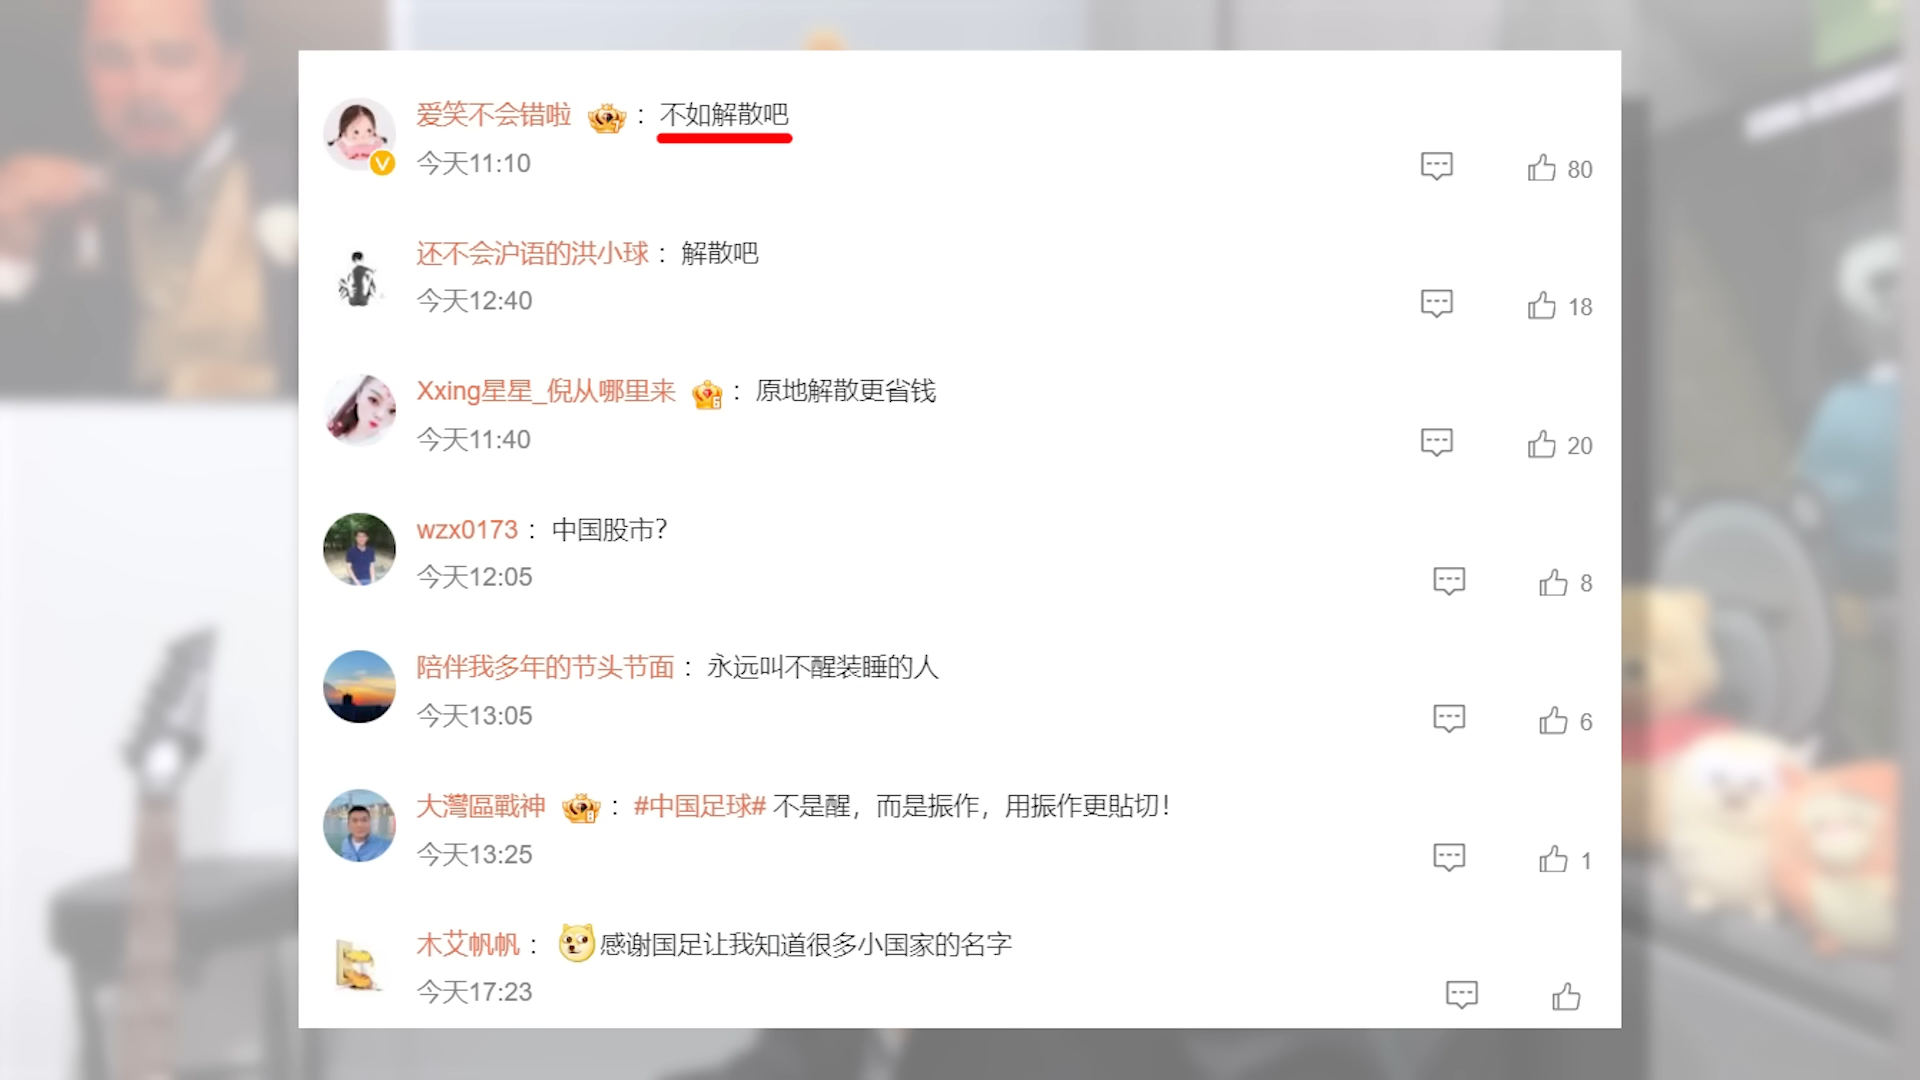 爱笑不会错啦 ： 不如解散吧
今天11:10
80
还不会沪语的洪小球： 解散吧
今天12:40
18
Xxing星星_倪从哪里来 ： 原地解散更省钱
今天11:40
20
wzx0173： 中国股市？
今天12:05
8
陪伴我多年的节头节面： 永远叫不醒装睡的人
今天13:05
6
大灣區戰神 ： #中国足球# 不是醒，而是振作，用振作更貼切！
今天13:25
1
木艾帆帆： 感谢国足让我知道很多小国家的名字
今天17:23